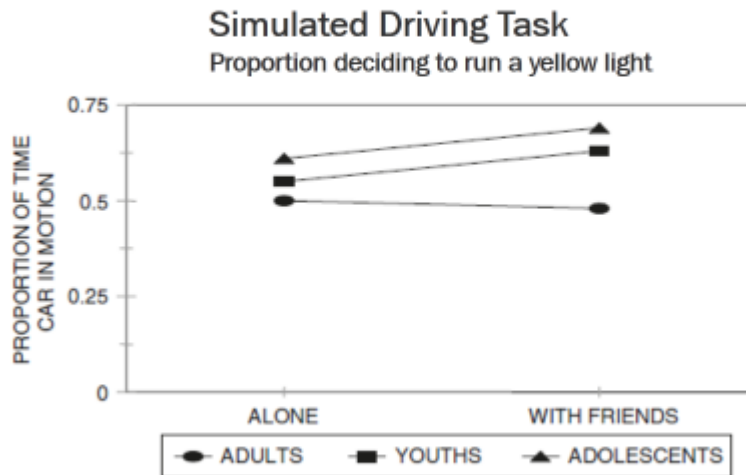 Simulated Driving Task
Proportion deciding to run a yellow light
PROPORTION OF TIME
CAR IN MOTION
0.75
0.5
0.25
0
ALONE
WITH FRIENDS
ADULTS
YOUTHS
ADOLESCENTS